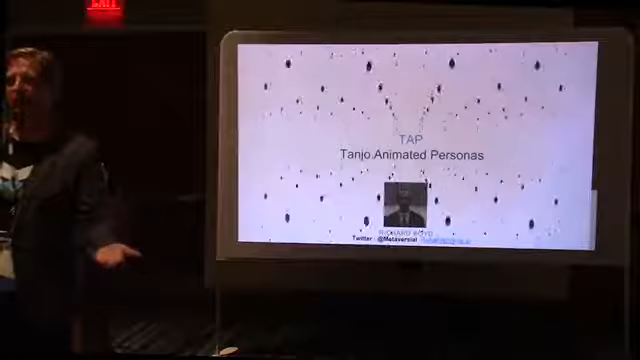 EXIT
TAP
Tanjo Animated Personas
RICHARD BOYD
Twitter : @Metaversial